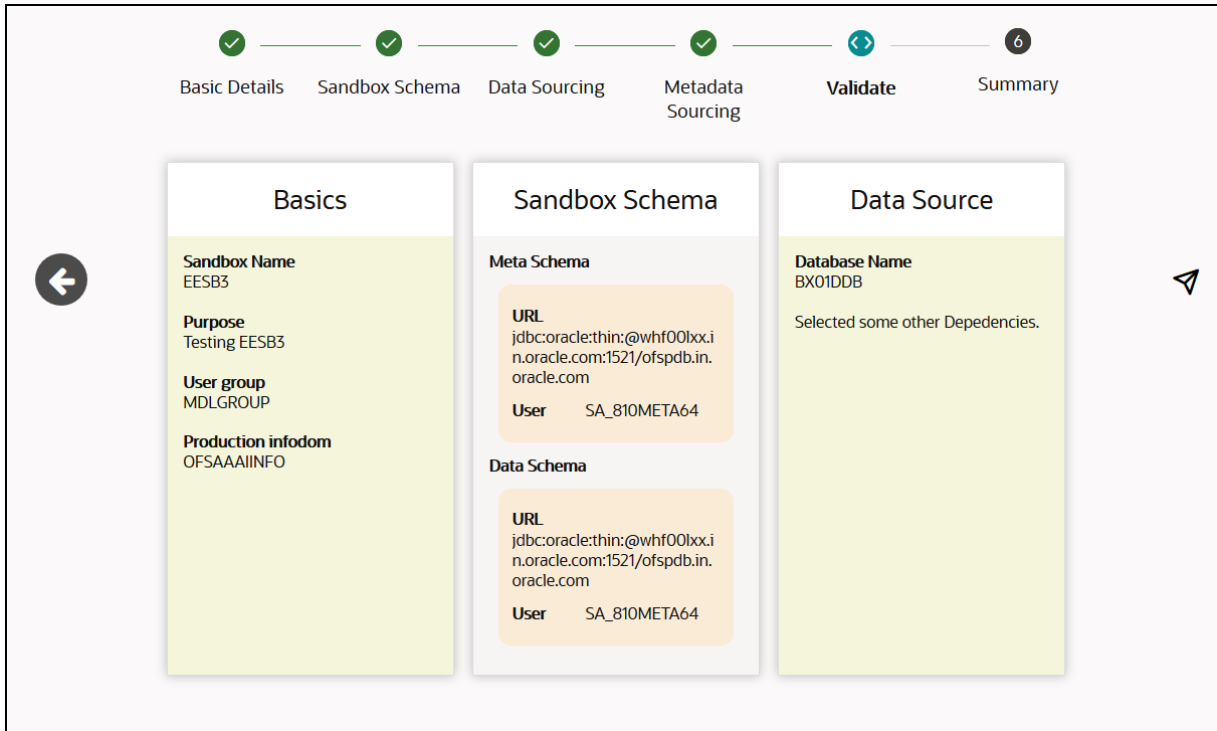 6
Basic Details
Sandbox Schema
Data Sourcing
Metadata
Sourcing
Validate
Summary
Basics
Sandbox Name
EESB3
Purpose
Testing EESB3
User group
MDLGROUP
Production infodom
OFSAAAIINFO
Sandbox Schema
Meta Schema
URL
jdbc:oracle:thin:@whf00lxx.i
n.oracle.com:1521/ofspdb.in.
oracle.com
User SA_810META64
Data Schema
URL
jdbc:oracle:thin:@whf00lxx.i
n.oracle.com:1521/ofspdb.in.
oracle.com
User SA_810META64
Data Source
Database Name
BX01DDB
Selected some other Depedencies.